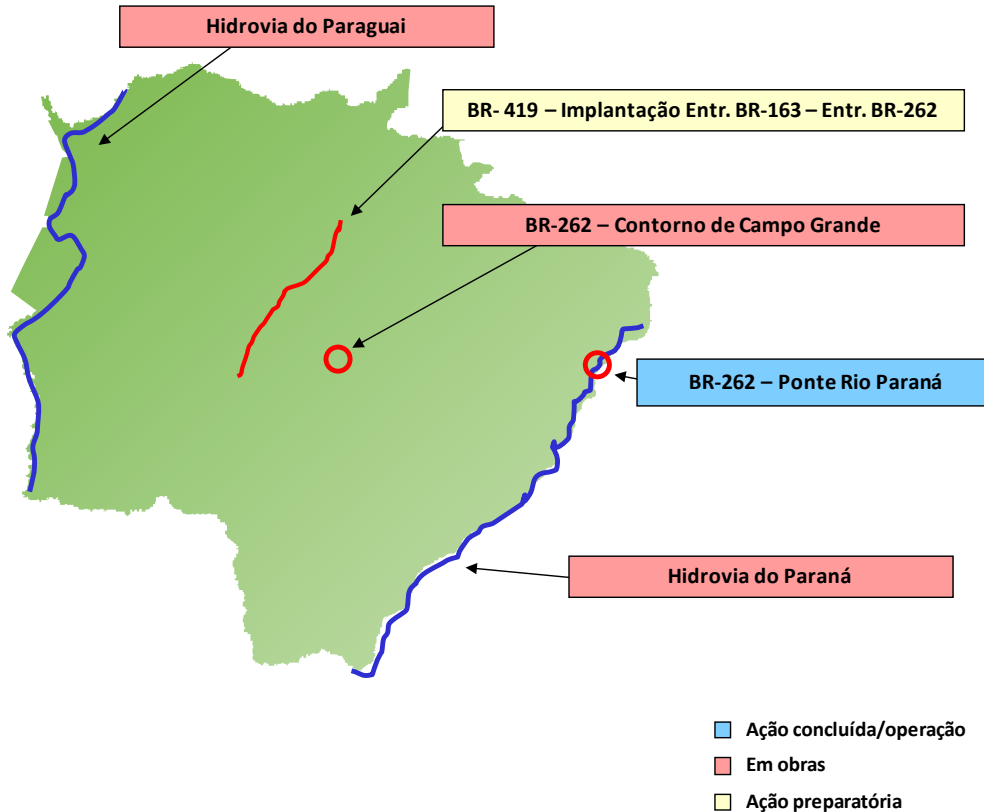 Hidrovia do Paraguai
BR- 419 – Implantação Entr. BR-163 – Entr. BR-262
BR-262 – Contorno de Campo Grande
BR-262 – Ponte Rio Paraná
Hidrovia do Paraná
Ação concluída/operação
Em obras
Ação preparatória